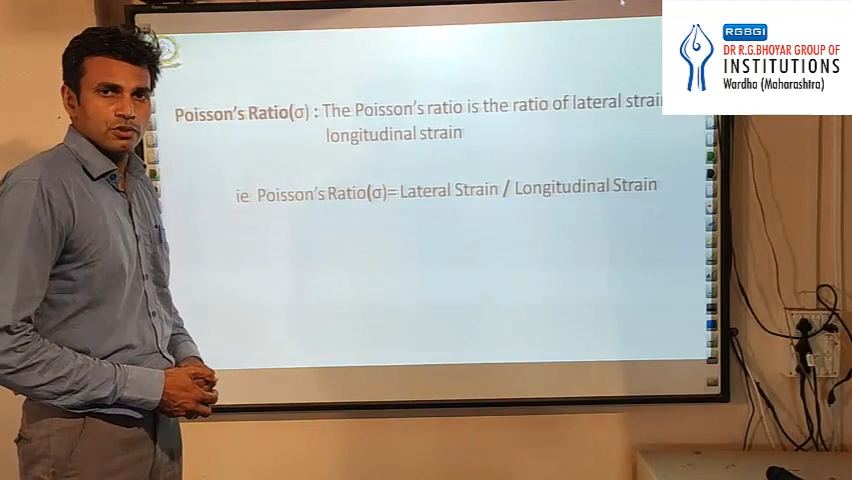 Poisson's Ratio(σ) : The Poisson's ratio is the ratio of lateral strain
longitudinal strain
ie. Poisson's Ratio(σ)= Lateral Strain / Longitudinal Strain
RGBGI
DR R.G.BHOYAR GROUP OF
INSTITUTIONS
Wardha (Maharashtra)